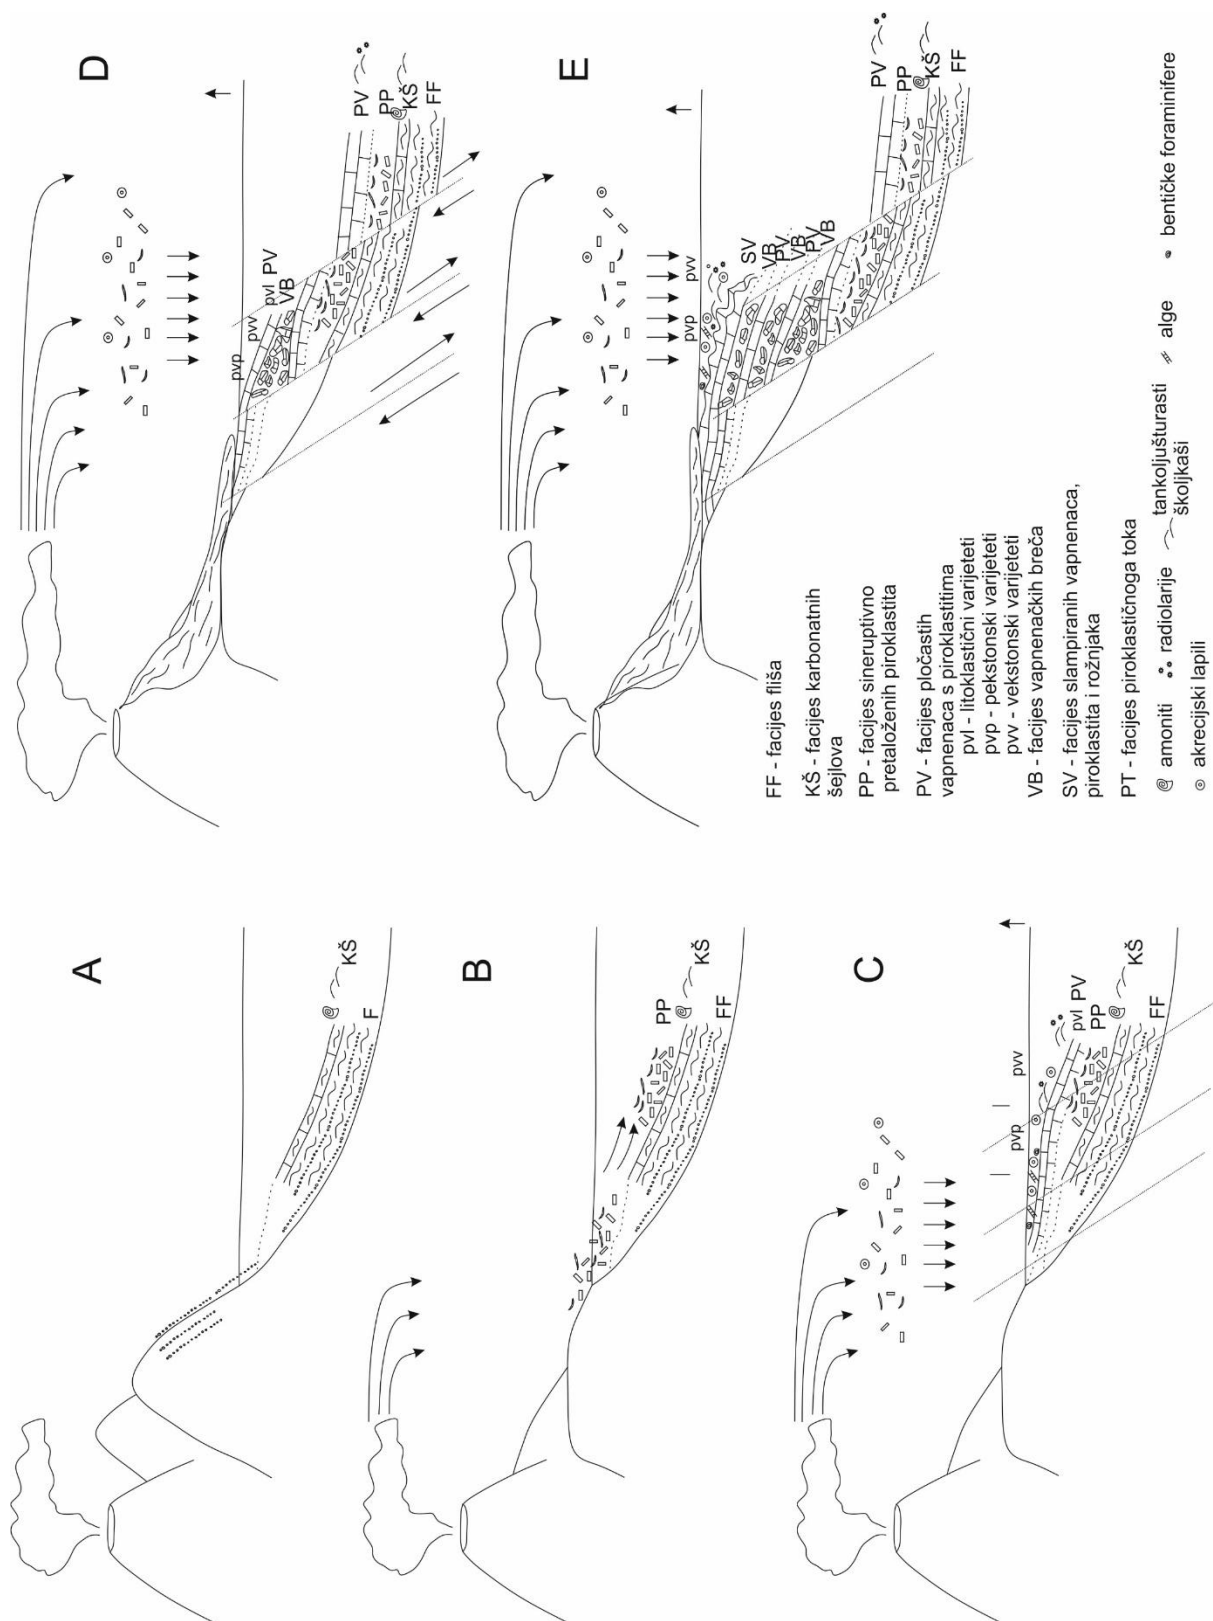 A
KŠ
F
B
PP
KŠ
FF
C
pvp
pvv
pvl PV
PP
KŠ
FF
D
pvp
pvv
pvl PV
VB
PV
PP
KŠ
FF
E
pvp pvv
SV
VB
PV
VB
PV
VB
PV
PP
KŠ
FF
FF - facijes fliša
KŠ - facijes karbonatnih
šejlova
PP - facijes sineruptivno
pretaloženih piroklastita
PV - facijes pločastih
vapnenaca s piroklastitima
pvl - litoklastični varijeteti
pvp - pekstonski varijeteti
pvv - vekstonski varijeteti
VB - facijes vapnenačkih breča
SV - facijes slampiranih vapnenaca,
piroklastita i rožnjaka
PT - facijes piroklastičnoga toka
amoniti radiolarije tankoljušturasti
školjkaši
alge bentičke foraminifere
akrecijski lapili